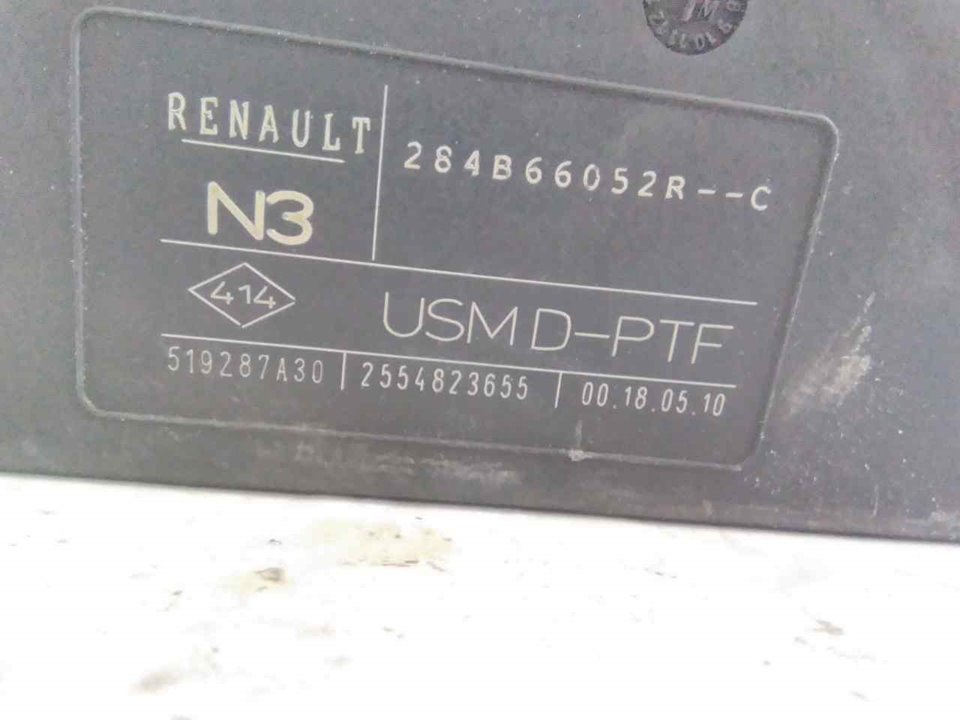 RENAULT
284B66052R--C
N3
414
USM D-PTF
519287A30 | 2554823655 | 00.18.05.10